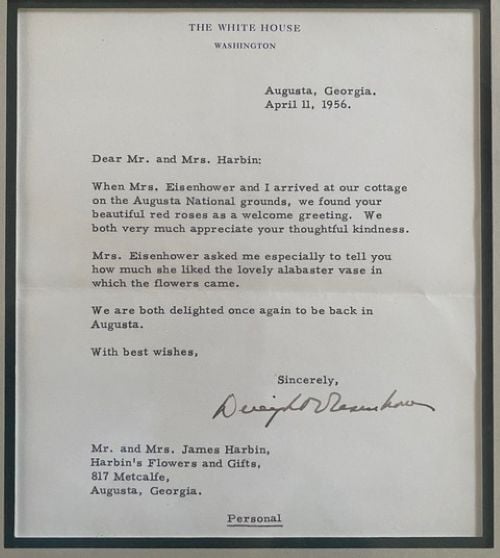 THE WHITE HOUSE
WASHINGTON
Augusta, Georgia.
April 11, 1956.
Dear Mr. and Mrs. Harbin:
When Mrs. Eisenhower and I arrived at our cottage
on the Augusta National grounds, we found your
beautiful red roses as a welcome greeting. We
both very much appreciate your thoughtful kindness.
Mrs. Eisenhower asked me especially to tell you
how much she liked the lovely alabaster vase in
which the flowers came.
We are both delighted once again to be back in
Augusta.
With best wishes,
Sincerely,
Dwight D Eisenhower
Mr. and Mrs. James Harbin,
Harbin's Flowers and Gifts,
817 Metcalfe,
Augusta, Georgia.
Personal